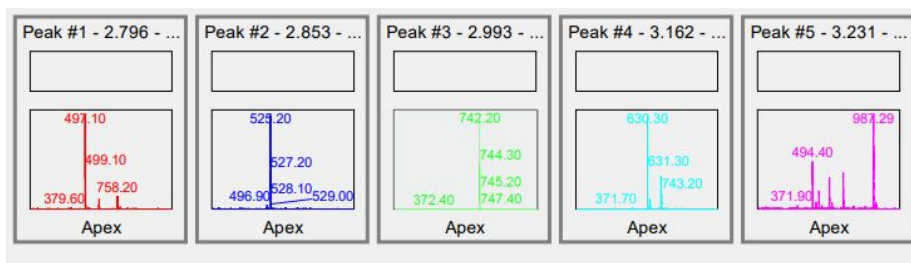 Peak #1 - 2.796 - ...
497.10
499.10
379.60
758.20
Apex
Peak #2 - 2.853 - ...
525.20
527.20
528.10
496.90
529.00
Apex
Peak #3 - 2.993 - ...
742.20
744.30
745.20
372.40
747.40
Apex
Peak #4 - 3.162 - ...
630.30
631.30
743.20
371.70
Apex
Peak #5 - 3.231 - ...
987.29
494.40
371.90
Apex